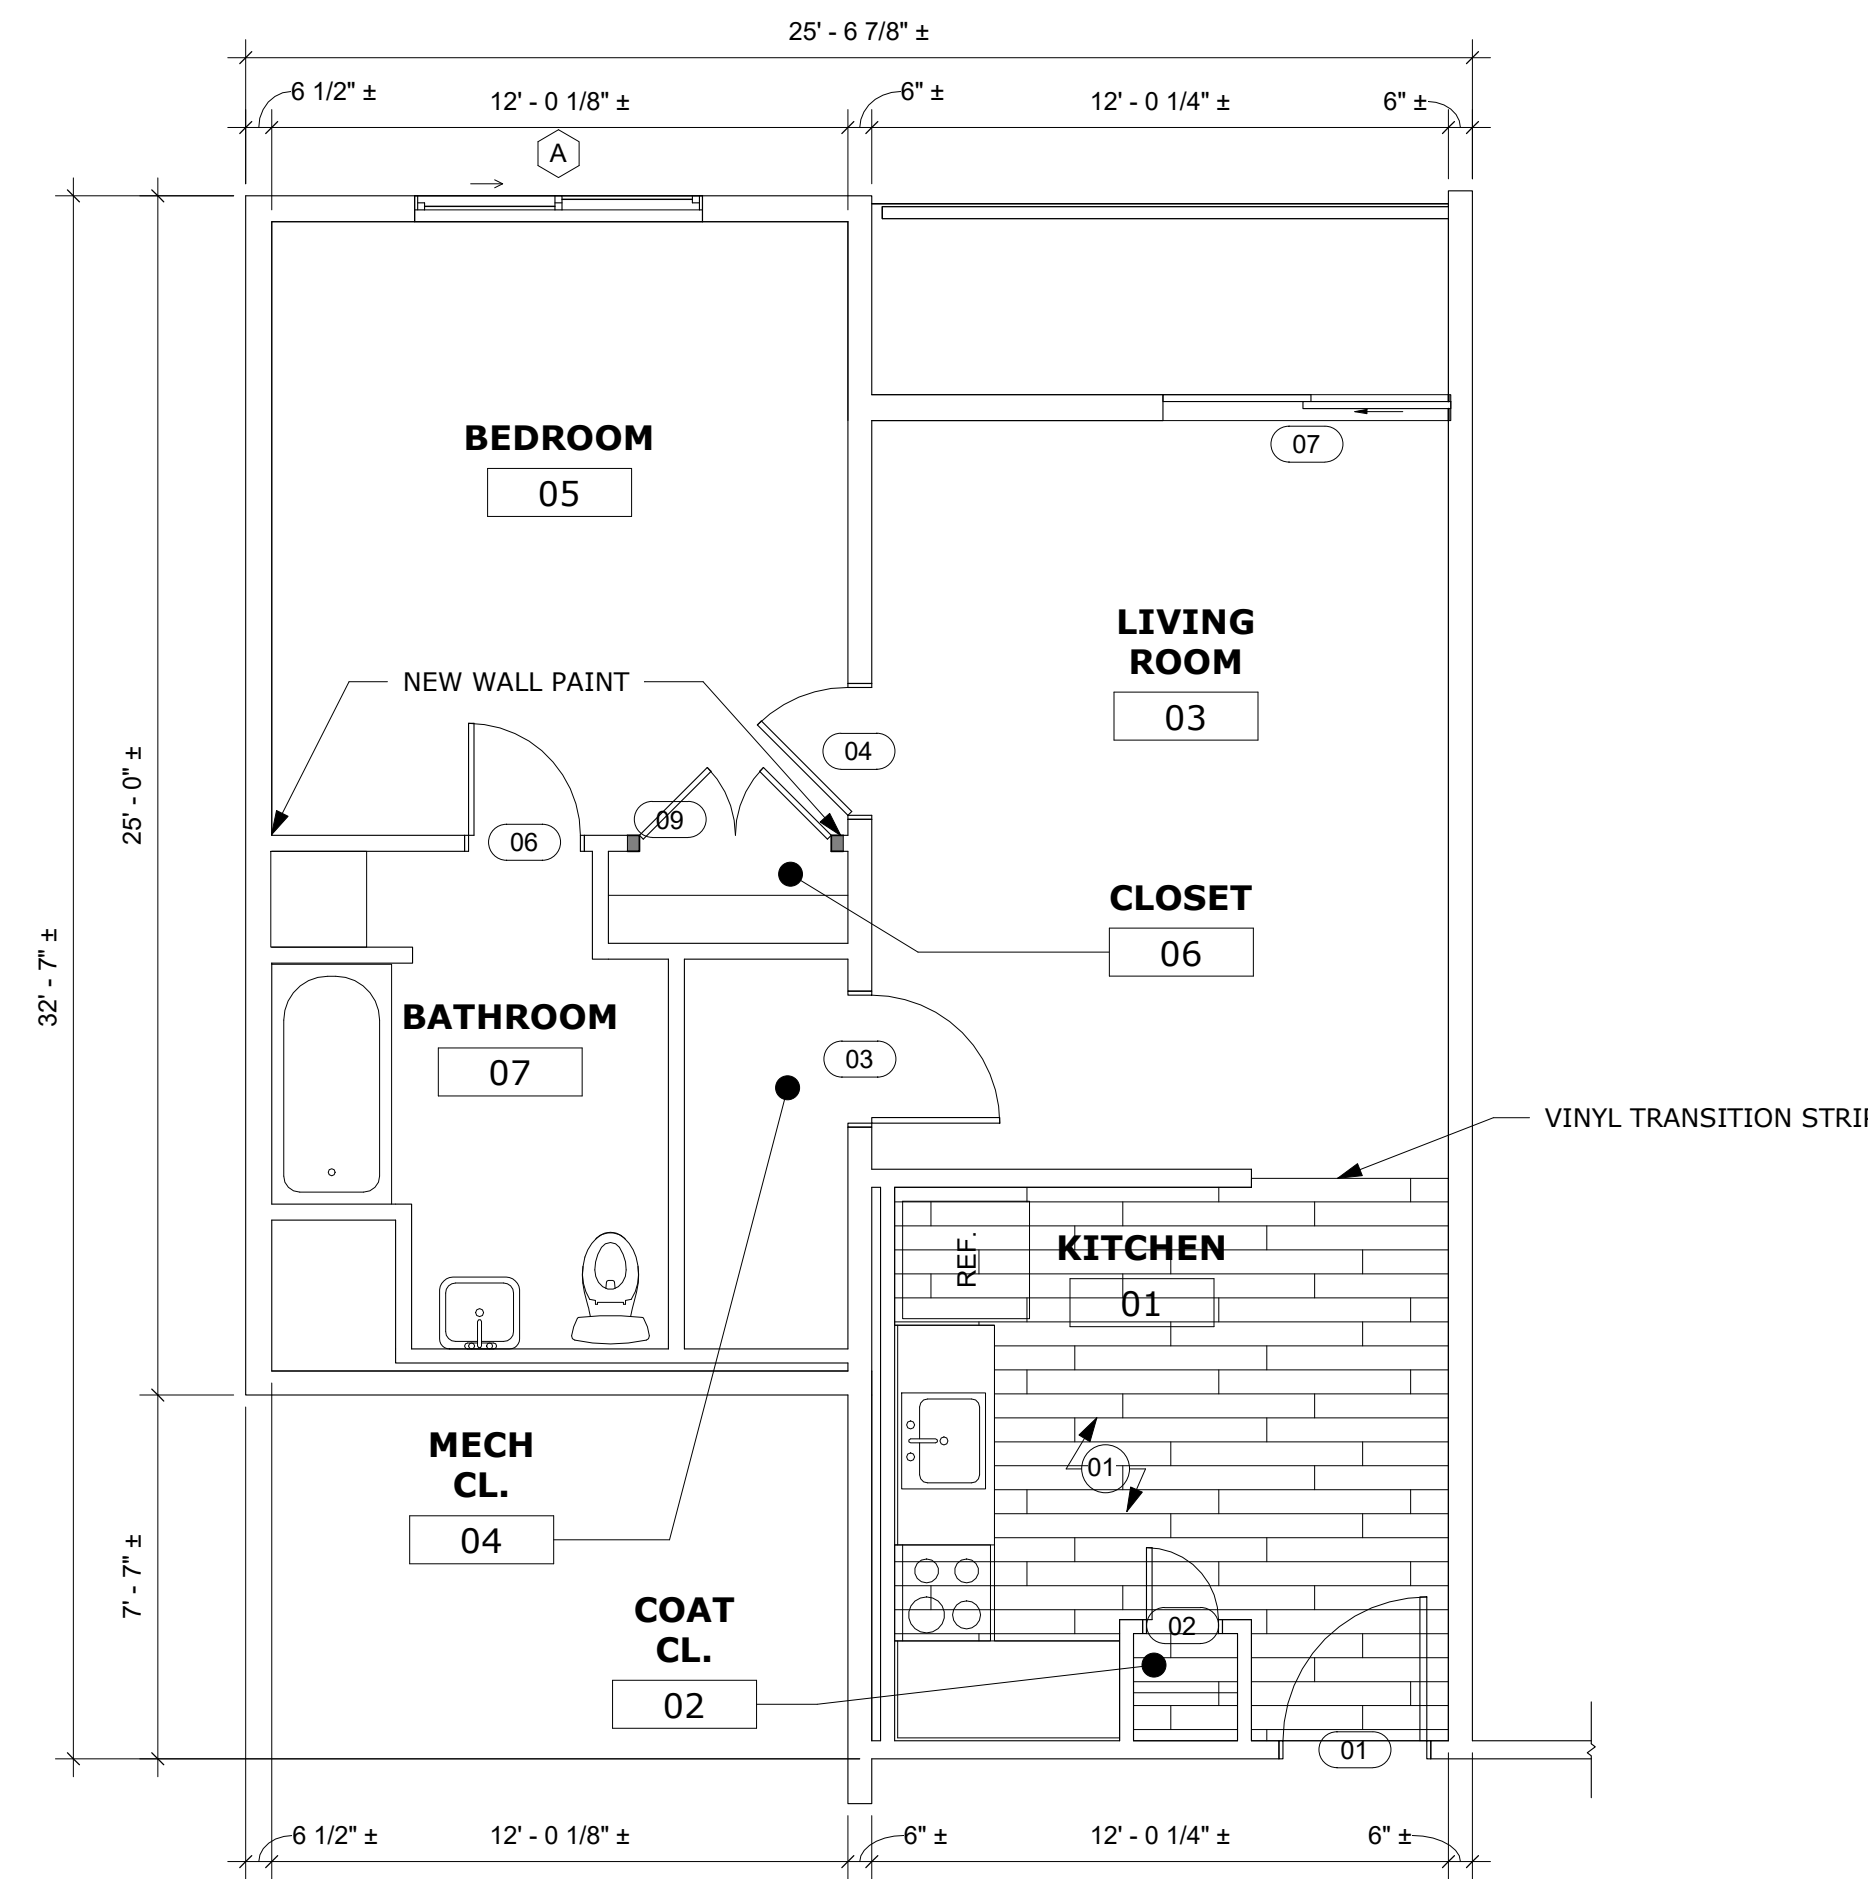 25' - 6 7/8" ±
6 1/2" ±
12' - 0 1/8" ±
6" ±
12' - 0 1/4" ±
6" ±
A
07
BEDROOM
05
LIVING
ROOM
03
NEW WALL PAINT
04
09
06
25' - 0" ±
32' - 7" ±
CLOSET
06
BATHROOM
07
03
VINYL TRANSITION
REF.
KITCHEN
01
MECH
CL.
04
01
7' - 7" ±
COAT
CL.
02
02
01
6 1/2" ±
12' - 0 1/8" ±
6" ±
12' - 0 1/4" ±
6" ±